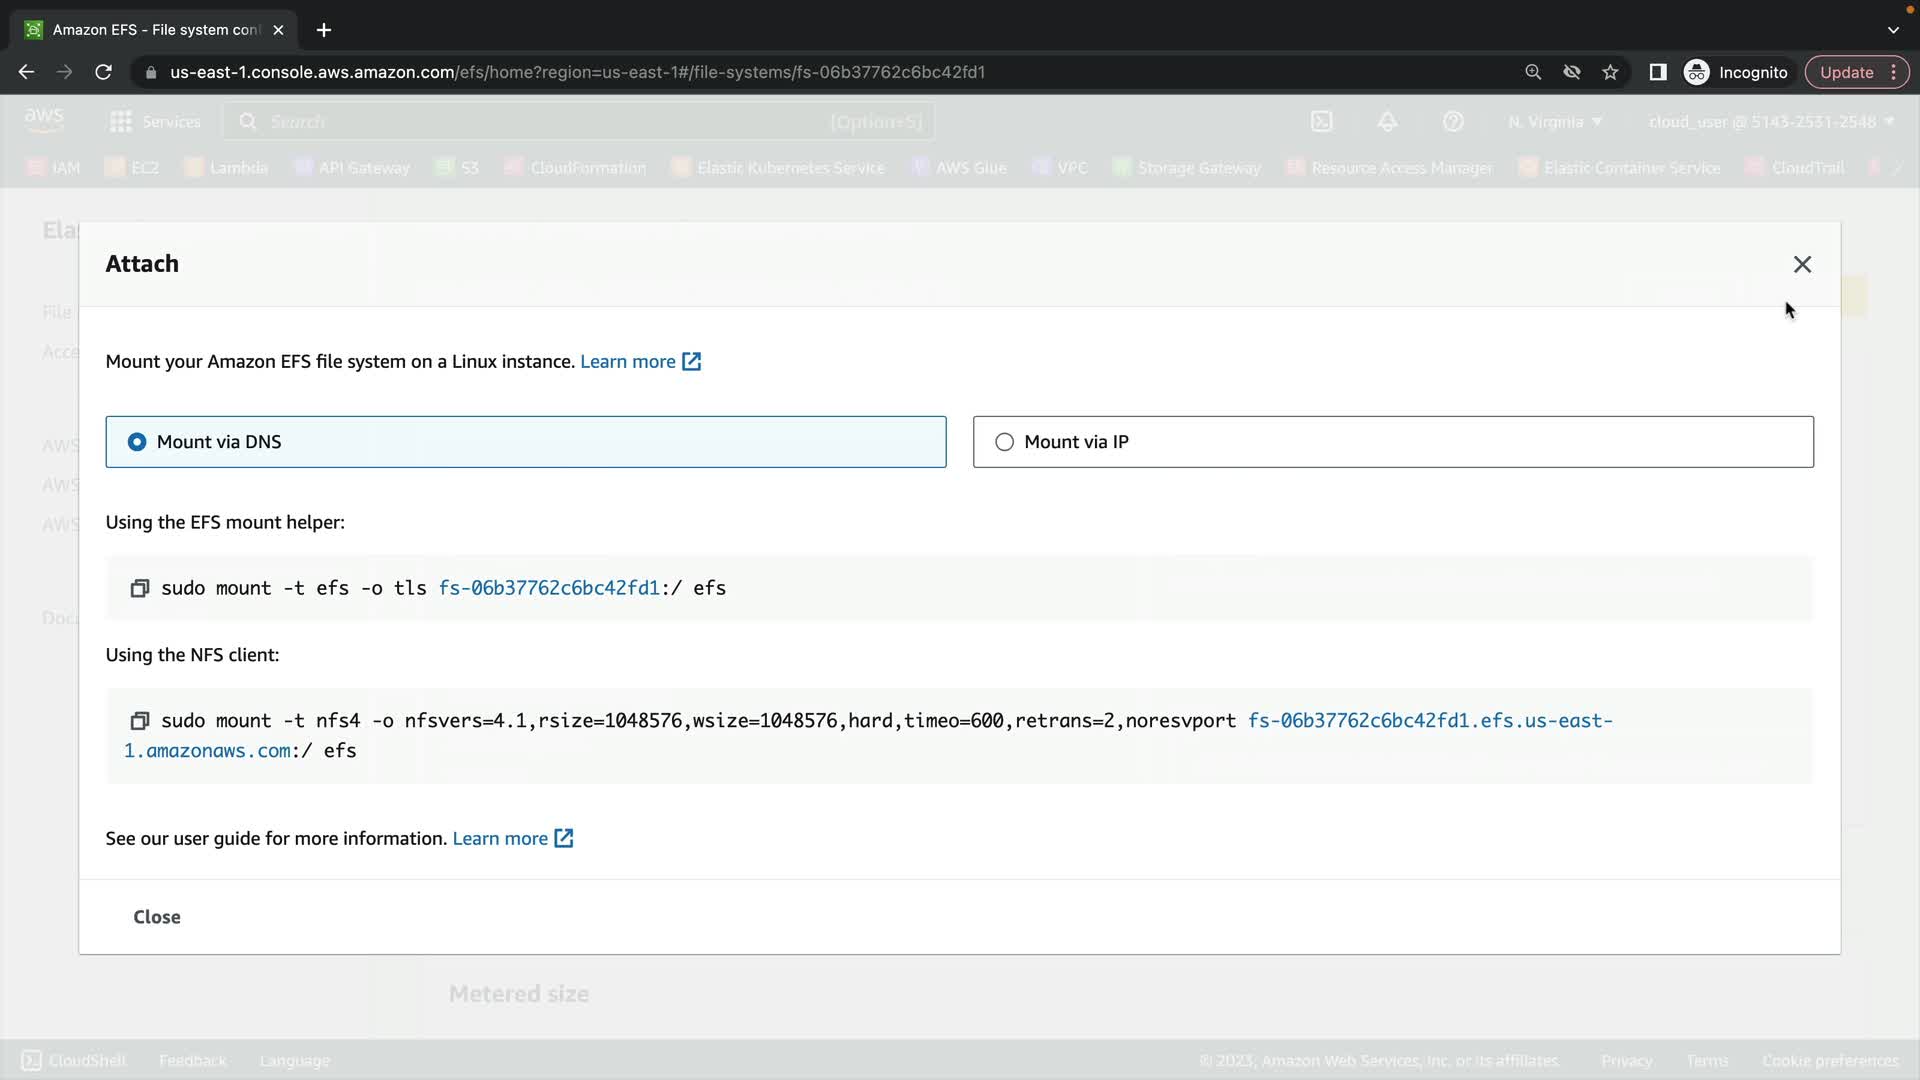 Amazon EFS - File system con
us-east-1.console.aws.amazon.com/efs/home?region=us-east-1#/file-systems/fs-06b37762c6bc42fd1
Incognito
Update
aws
Services
Search
[Option+S]
N. Virginia
cloud_user @ 5143-2531-2548
IAM
EC2
Lambda
API Gateway
S3
CloudFormation
Elastic Kubernetes Service
AWS Glue
VPC
Storage Gateway
Resource Access Manager
Elastic Container Service
CloudTrail
Elas
File
Acce
AWS
AWS
AWS
Doc
Attach
Mount your Amazon EFS file system on a Linux instance. Learn more
Mount via DNS
Mount via IP
Using the EFS mount helper:
sudo mount -t efs -o tls fs-06b37762c6bc42fd1:/ efs
Using the NFS client:
sudo mount -t nfs4 -o nfsvers=4.1,rsize=1048576,wsize=1048576,hard,timeo=600,retrans=2,noresvport fs-06b37762c6bc42fd1.efs.us-east-
1.amazonaws.com:/ efs
See our user guide for more information. Learn more
Close
Metered size
CloudShell
Feedback
Language
© 2023, Amazon Web Services, Inc. or its affiliates.
Privacy
Terms
Cookie preferences